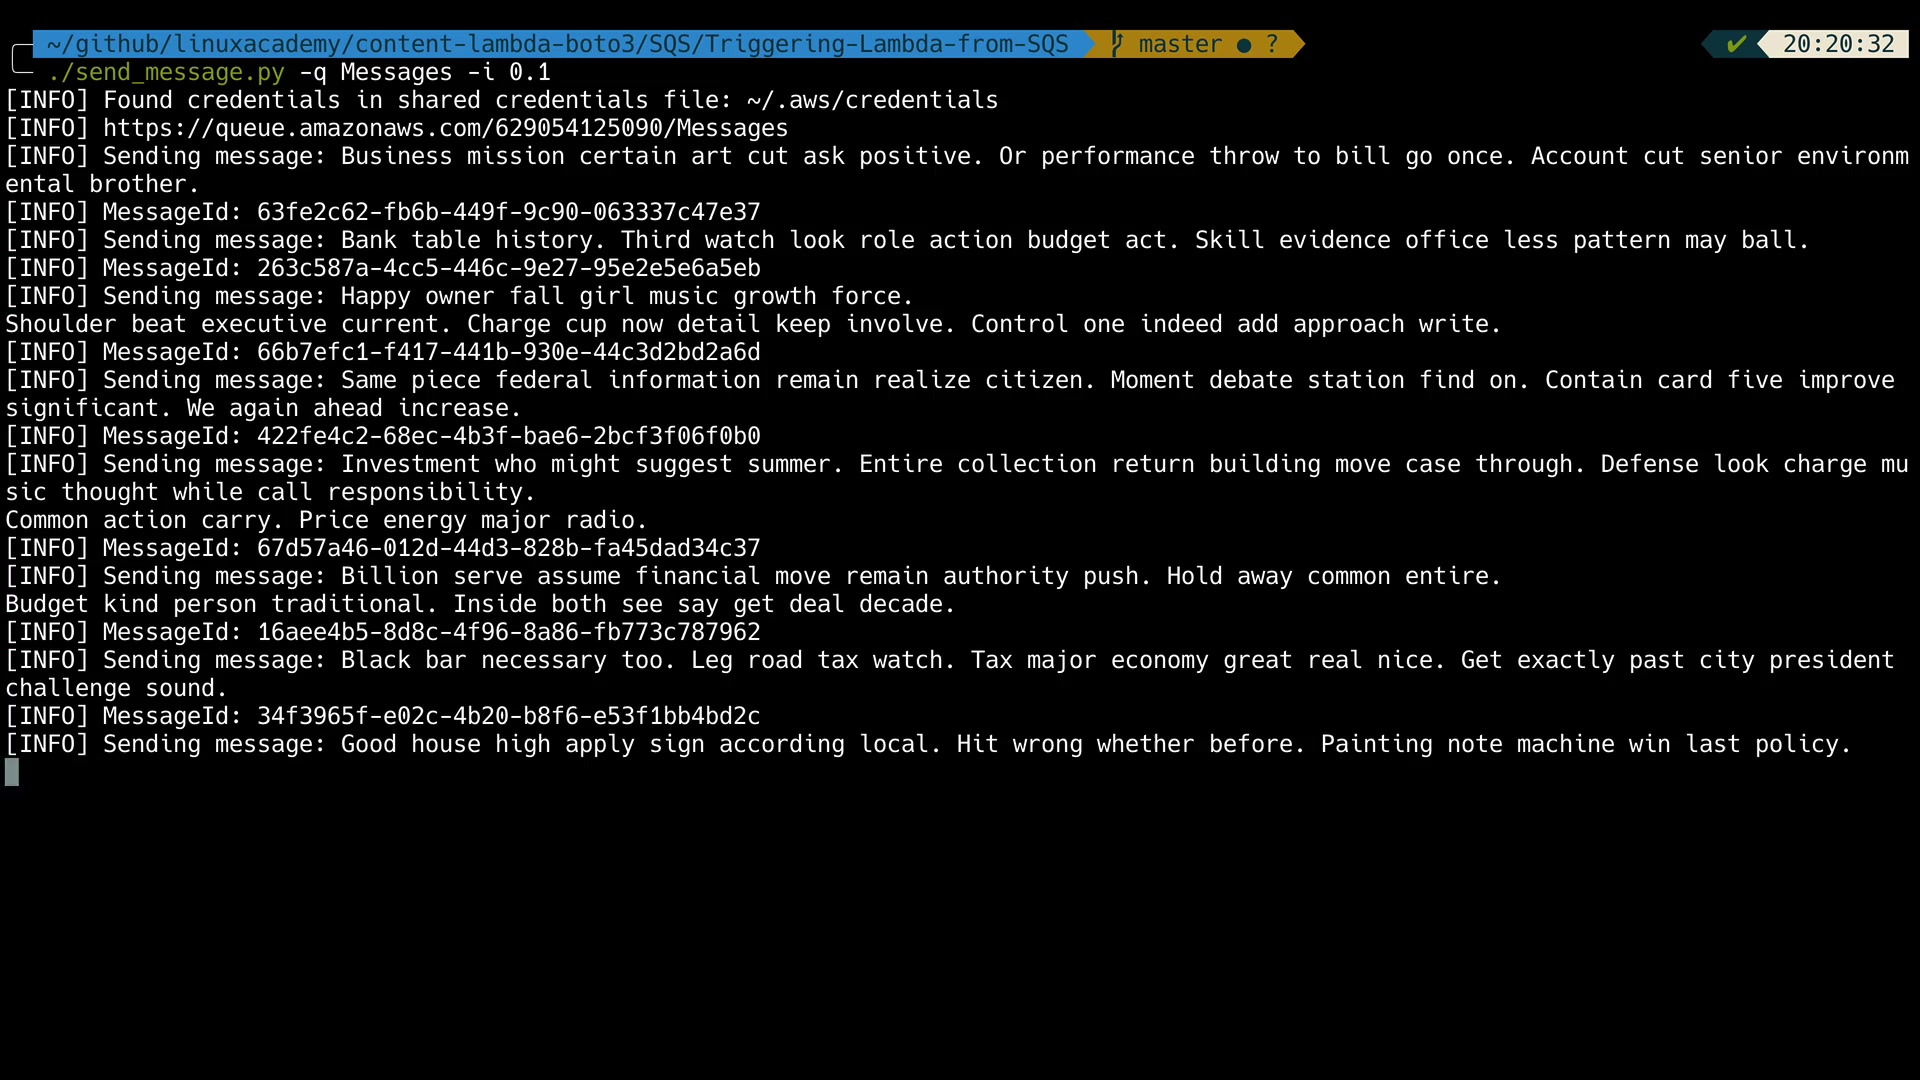 ~/github/linuxacademy/content-lambda-boto3/SQS/Triggering-Lambda-from-SQS master ● ? ✔ 20:20:32
./send_message.py -q Messages -i 0.1
[INFO] Found credentials in shared credentials file: ~/.aws/credentials
[INFO] https://queue.amazonaws.com/629054125090/Messages
[INFO] Sending message: Business mission certain art cut ask positive. Or performance throw to bill go once. Account cut senior environm
ental brother.
[INFO] MessageId: 63fe2c62-fb6b-449f-9c90-063337c47e37
[INFO] Sending message: Bank table history. Third watch look role action budget act. Skill evidence office less pattern may ball.
[INFO] MessageId: 263c587a-4cc5-446c-9e27-95e2e5e6a5eb
[INFO] Sending message: Happy owner fall girl music growth force.
Shoulder beat executive current. Charge cup now detail keep involve. Control one indeed add approach write.
[INFO] MessageId: 66b7efc1-f417-441b-930e-44c3d2bd2a6d
[INFO] Sending message: Same piece federal information remain realize citizen. Moment debate station find on. Contain card five improve
significant. We again ahead increase.
[INFO] MessageId: 422fe4c2-68ec-4b3f-bae6-2bcf3f06f0b0
[INFO] Sending message: Investment who might suggest summer. Entire collection return building move case through. Defense look charge mu
sic thought while call responsibility.
Common action carry. Price energy major radio.
[INFO] MessageId: 67d57a46-012d-44d3-828b-fa45dad34c37
[INFO] Sending message: Billion serve assume financial move remain authority push. Hold away common entire.
Budget kind person traditional. Inside both see say get deal decade.
[INFO] MessageId: 16aee4b5-8d8c-4f96-8a86-fb773c787962
[INFO] Sending message: Black bar necessary too. Leg road tax watch. Tax major economy great real nice. Get exactly past city president
challenge sound.
[INFO] MessageId: 34f3965f-e02c-4b20-b8f6-e53f1bb4bd2c
[INFO] Sending message: Good house high apply sign according local. Hit wrong whether before. Painting note machine win last policy.